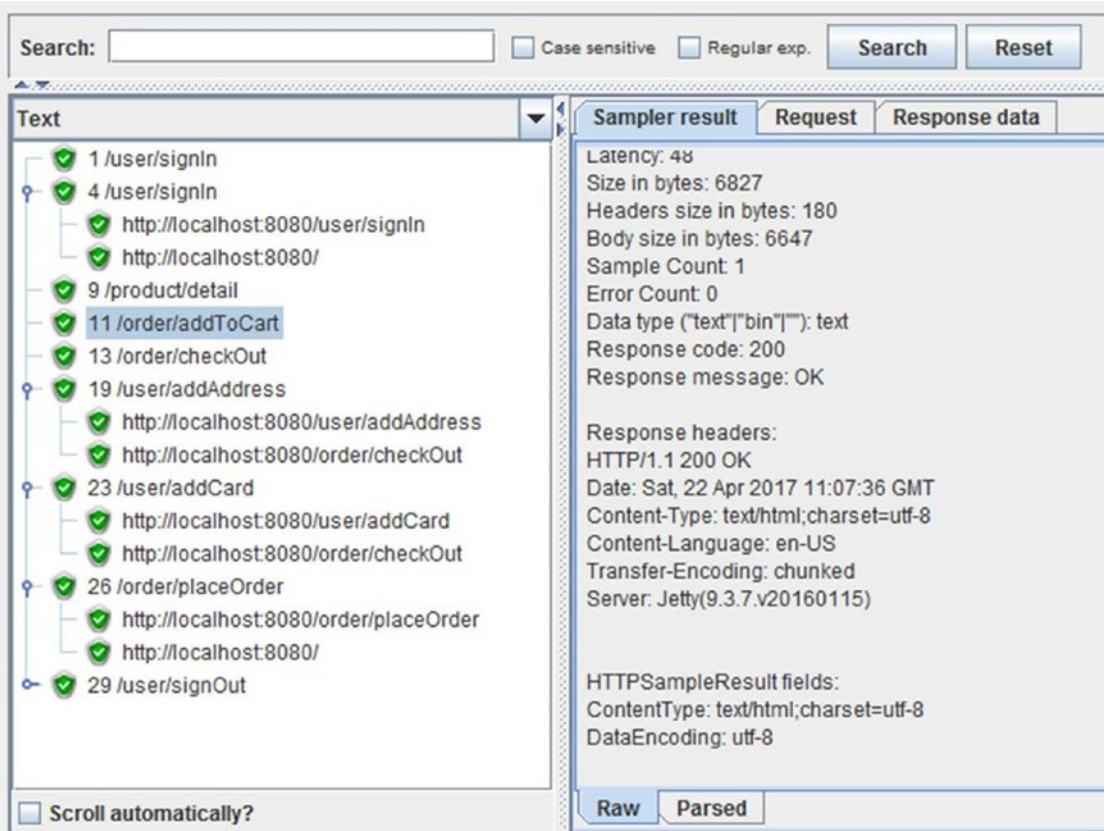 Search: Case sensitive Regular exp. Search Reset
Text
1 /user/signIn
4 /user/signIn
http://localhost:8080/user/signIn
http://localhost:8080/
9 /product/detail
11 /order/addToCart
13 /order/checkOut
19 /user/addAddress
http://localhost:8080/user/addAddress
http://localhost:8080/order/checkOut
23 /user/addCard
http://localhost:8080/user/addCard
http://localhost:8080/order/checkOut
26 /order/placeOrder
http://localhost:8080/order/placeOrder
http://localhost:8080/
29 /user/signOut
Scroll automatically?
Sampler result Request Response data
Latency: 48
Size in bytes: 6827
Headers size in bytes: 180
Body size in bytes: 6647
Sample Count: 1
Error Count: 0
Data type ("text"|"bin"|""): text
Response code: 200
Response message: OK
Response headers:
HTTP/1.1 200 OK
Date: Sat, 22 Apr 2017 11:07:36 GMT
Content-Type: text/html;charset=utf-8
Content-Language: en-US
Transfer-Encoding: chunked
Server: Jetty(9.3.7.v20160115)
HTTPSampleResult fields:
ContentType: text/html;charset=utf-8
DataEncoding: utf-8
Raw Parsed